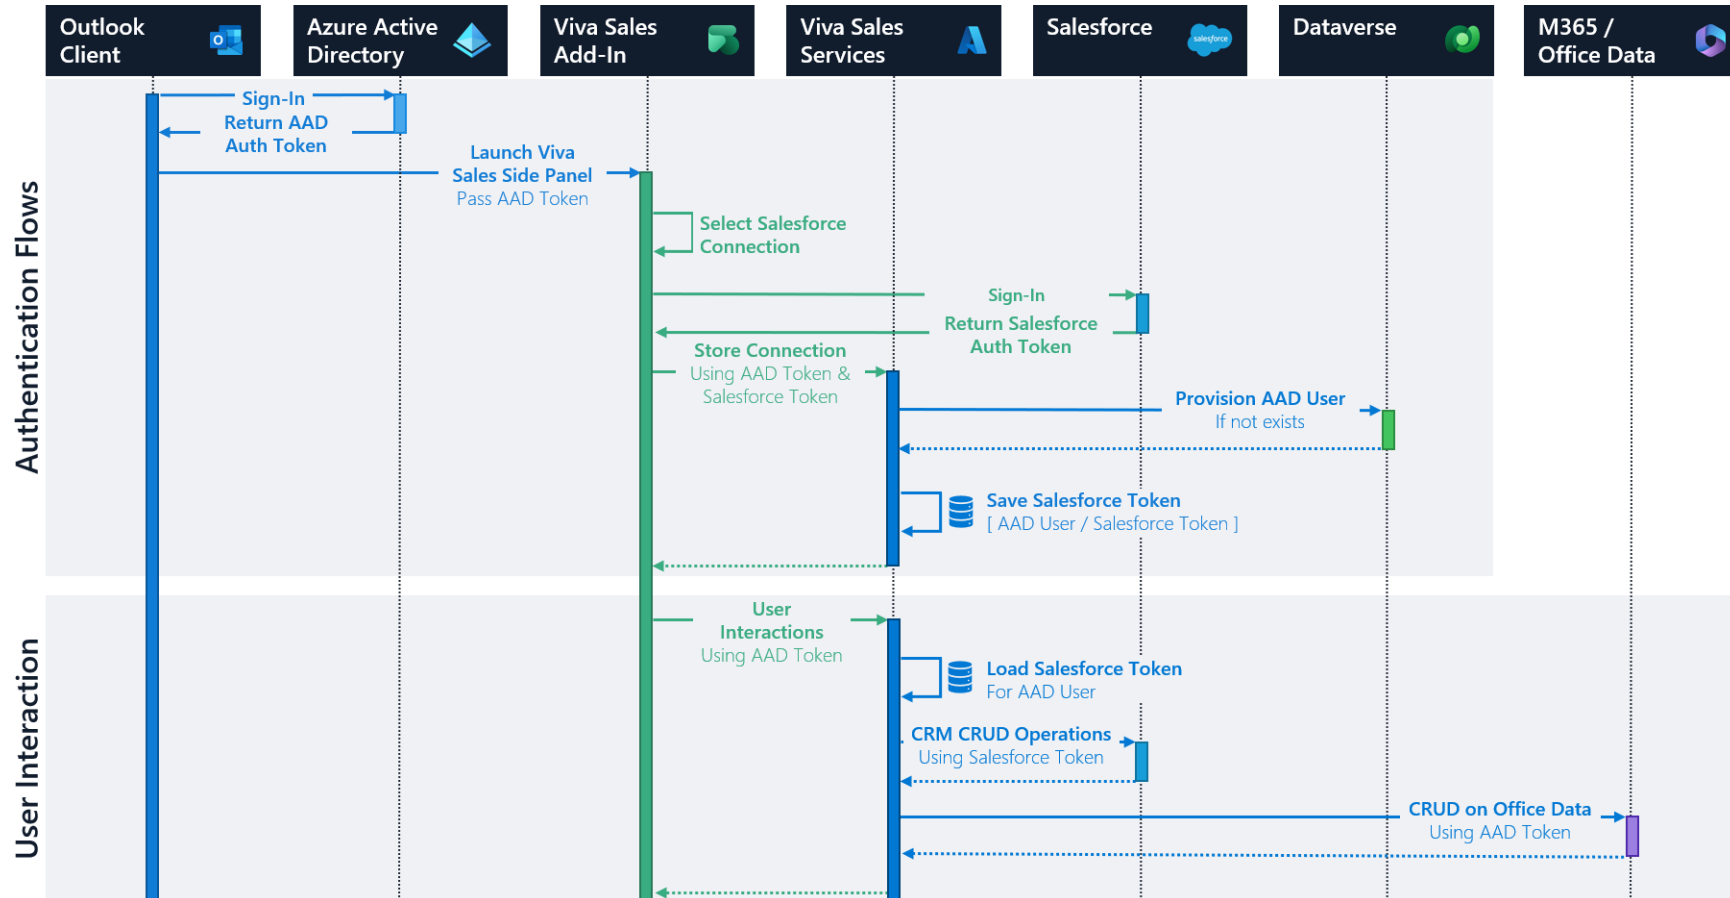 Outlook
Client
Azure Active
Directory
Viva Sales
Add-In
Viva Sales
Services
Salesforce
salesforce
Dataverse
M365 /
Office Data
Authentication Flows
Sign-In
Return AAD
Auth Token
Launch Viva
Sales Side Panel
Pass AAD Token
Select Salesforce
Connection
Sign-In
Return Salesforce
Auth Token
Store Connection
Using AAD Token &
Salesforce Token
Provision AAD User
If not exists
Save Salesforce Token
[ AAD User / Salesforce Token ]
User Interaction
User
Interactions
Using AAD Token
Load Salesforce Token
For AAD User
CRM CRUD Operations
Using Salesforce Token
CRUD on Office Data
Using AAD Token